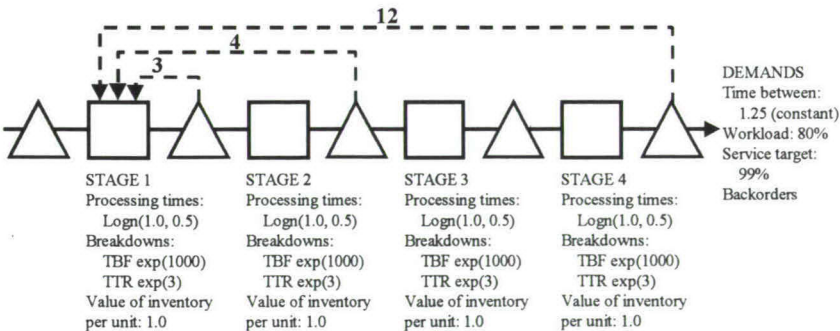 12
4
3
DEMANDS
Time between:
1.25 (constant)
Workload: 80%
Service target:
99%
Backorders
STAGE 1
Processing times:
Logn(1.0, 0.5)
Breakdowns:
TBF exp(1000)
TTR exp(3)
Value of inventory
per unit: 1.0
STAGE 2
Processing times:
Logn(1.0, 0.5)
Breakdowns:
TBF exp(1000)
TTR exp(3)
Value of inventory
per unit: 1.0
STAGE 3
Processing times:
Logn(1.0, 0.5)
Breakdowns:
TBF exp(1000)
TTR exp(3)
Value of inventory
per unit: 1.0
STAGE 4
Processing times:
Logn(1.0, 0.5)
Breakdowns:
TBF exp(1000)
TTR exp(3)
Value of inventory
per unit: 1.0